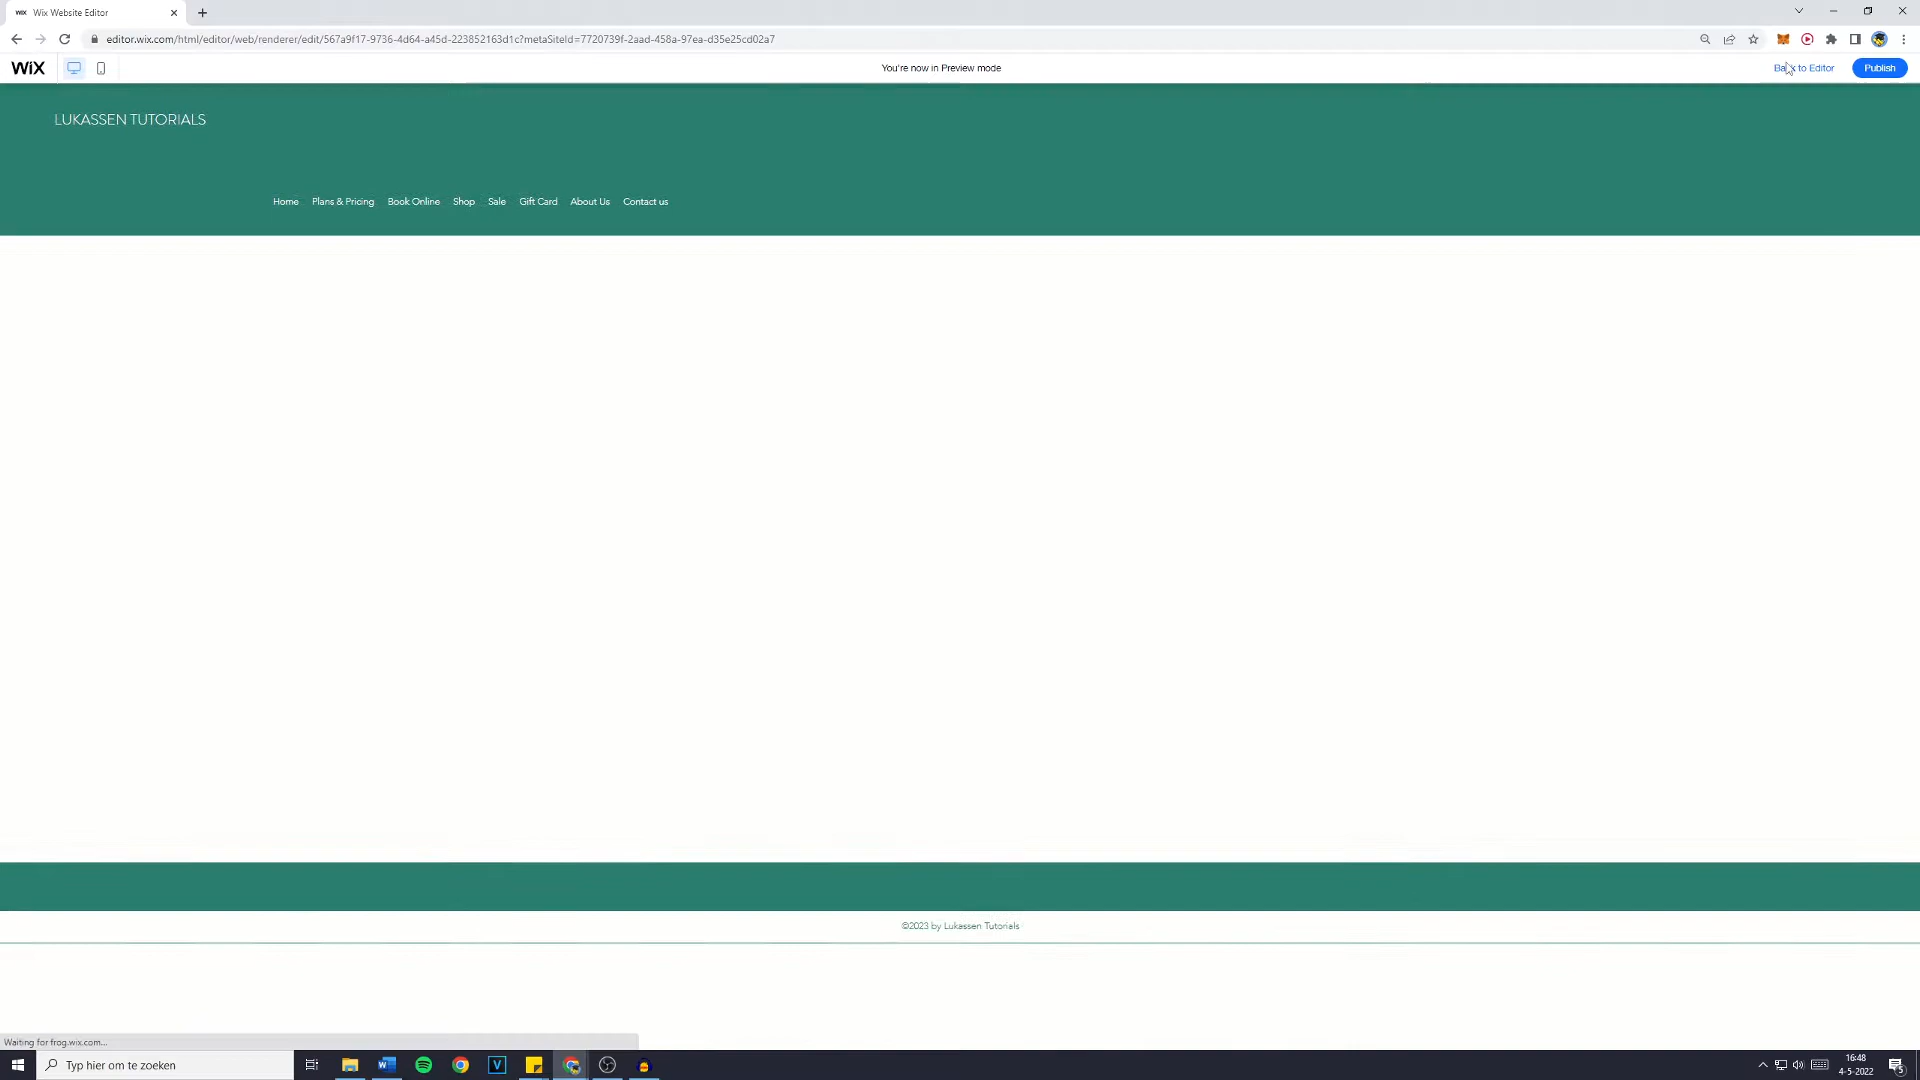 WiX Wix Website Editor
editor.wix.com/html/editor/web/renderer/edit/567a9f17-9736-4d64-a45d-223852163d1c?metaSiteId=7720739f-2aad-458a-97ea-d35e25cd02a7
WiX You're now in Preview mode Back to Editor Publish
LUKASSEN TUTORIALS
Home Plans & Pricing Book Online Shop Sale Gift Card About Us Contact us
©2023 by Lukassen Tutorials
Waiting for frog.wix.com...
Typ hier om te zoeken
16:48
4-5-2022